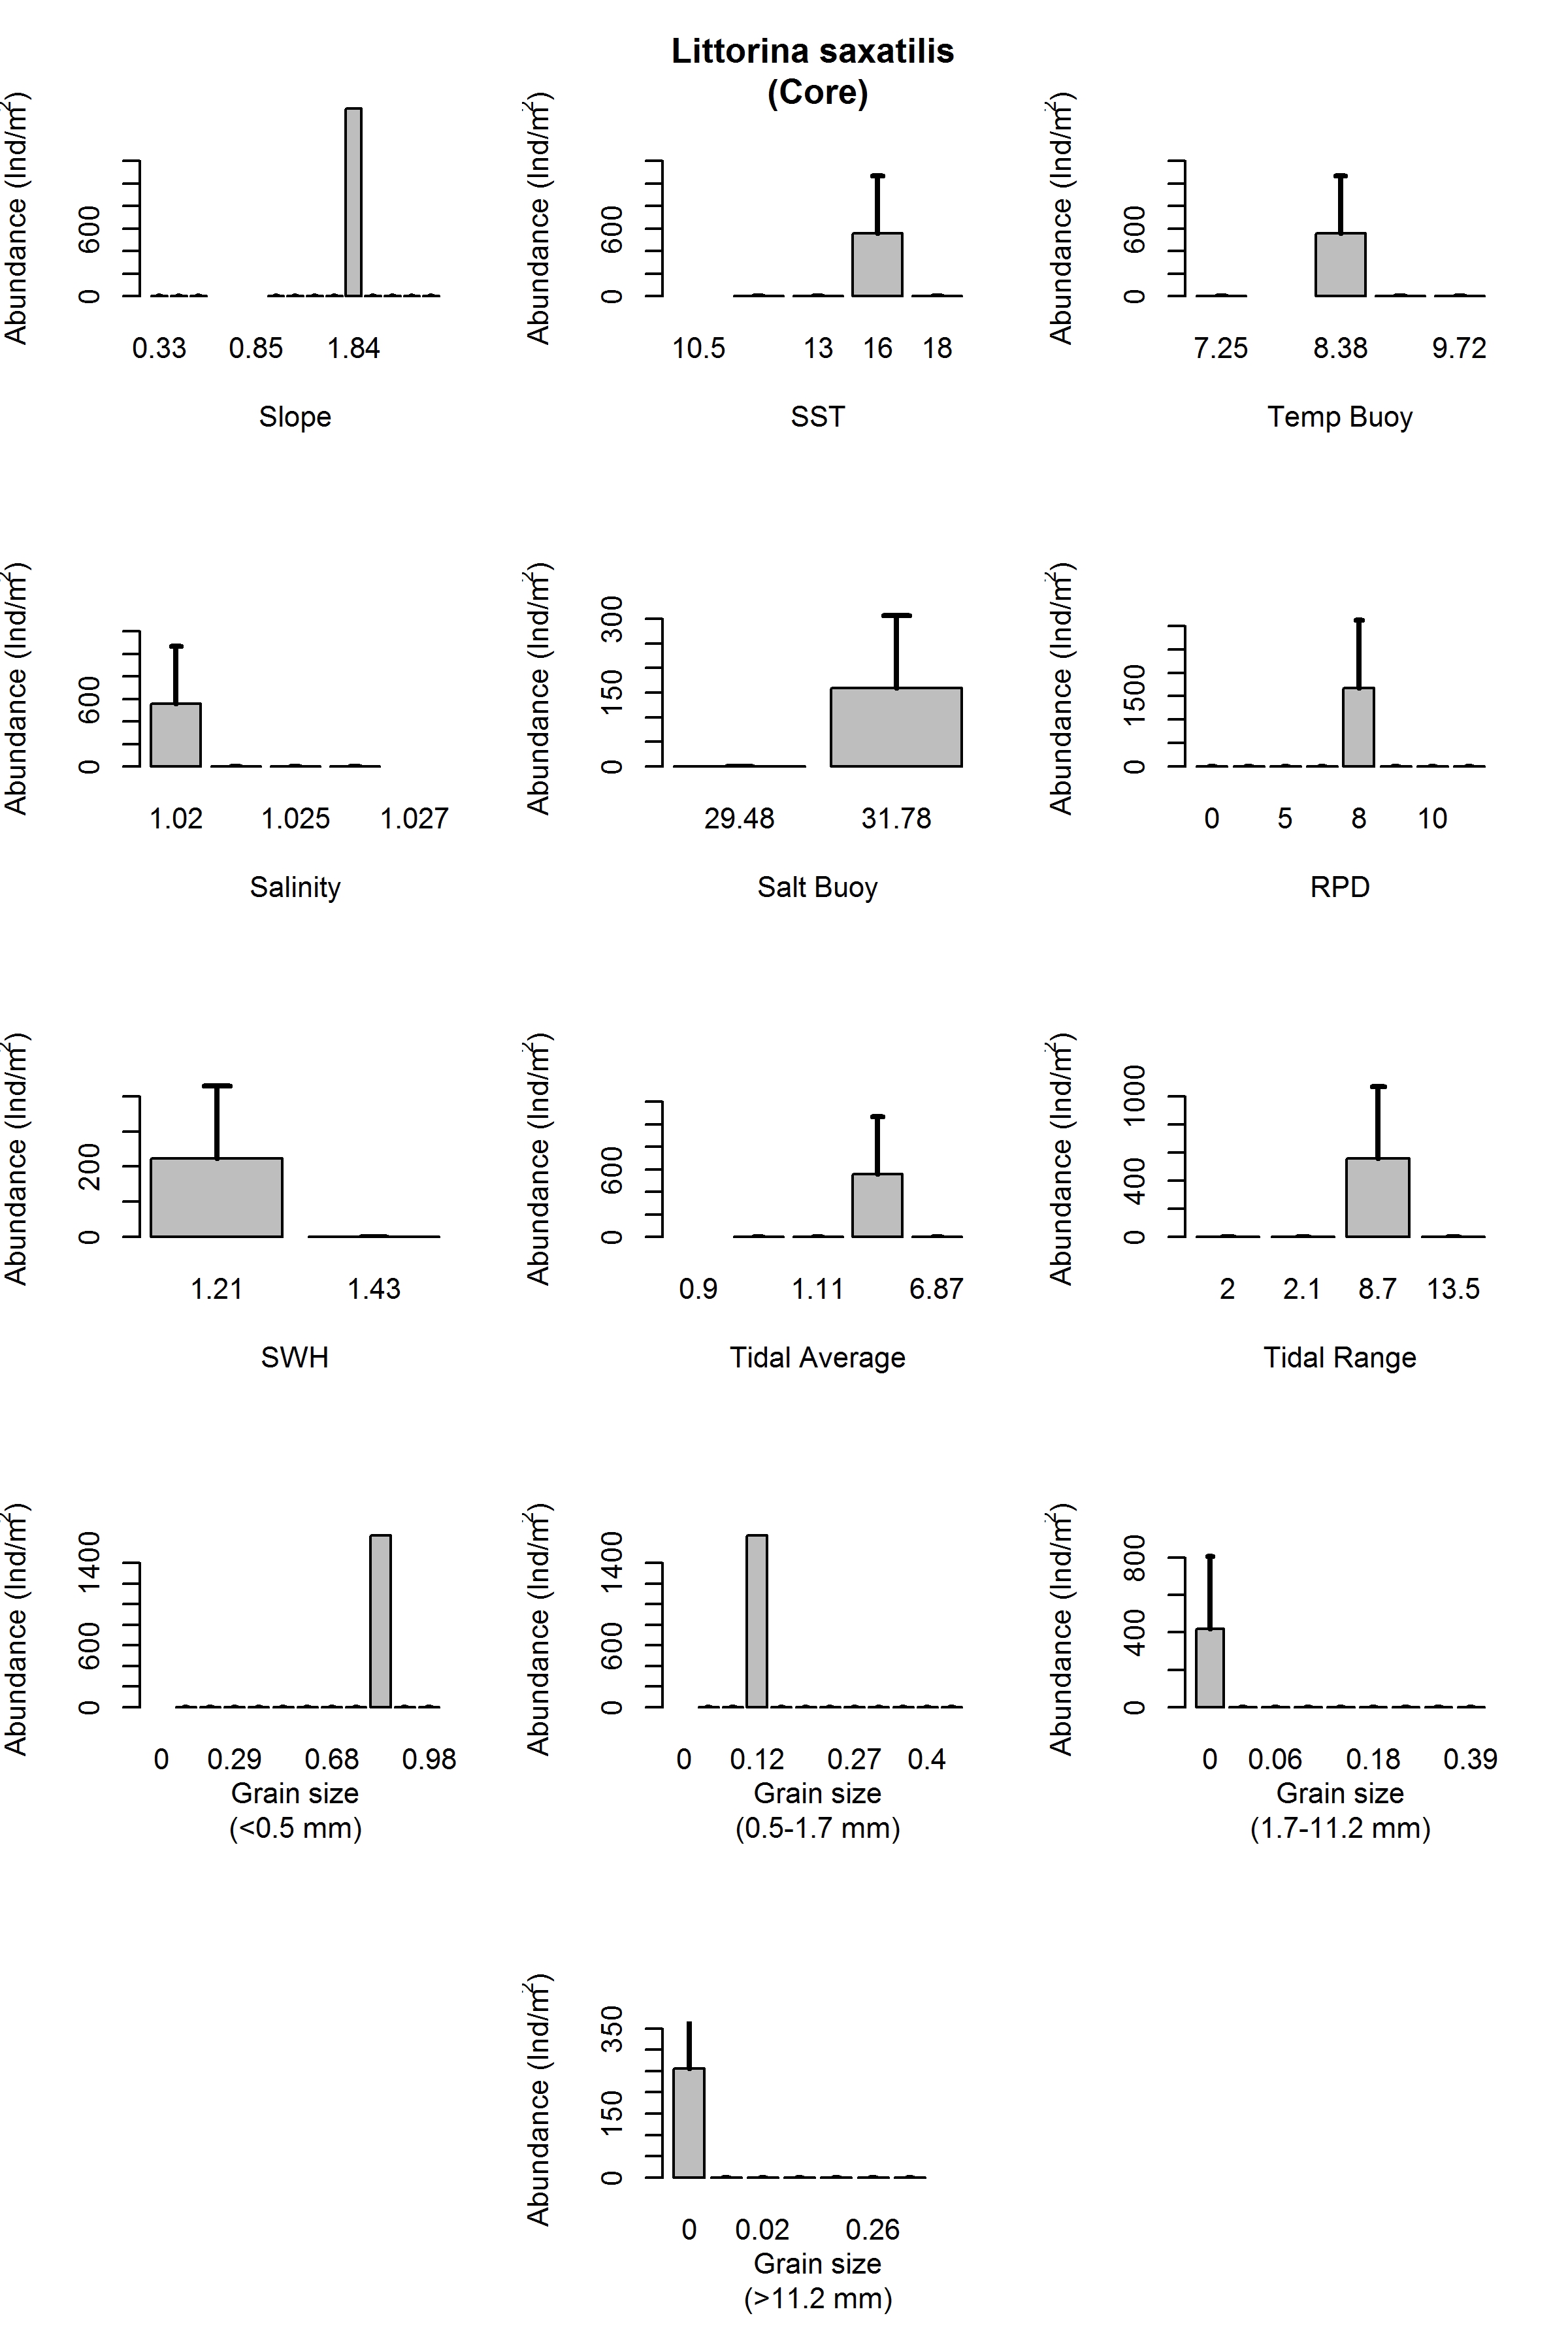 Littorina saxatilis
(Core)
Abundance (Ind/m²)
0 600
0.33 0.85 1.84
Slope
Abundance (Ind/m²)
0 600
10.5 13 16 18
SST
Abundance (Ind/m²)
0 600
7.25 8.38 9.72
Temp Buoy
Abundance (Ind/m²)
0 600
1.02 1.025 1.027
Salinity
Abundance (Ind/m²)
0 150 300
29.48 31.78
Salt Buoy
Abundance (Ind/m²)
0 1500
0 5 8 10
RPD
Abundance (Ind/m²)
0 200
1.21 1.43
SWH
Abundance (Ind/m²)
0 600
0.9 1.11 6.87
Tidal Average
Abundance (Ind/m²)
0 400 1000
2 2.1 8.7 13.5
Tidal Range
Abundance (Ind/m²)
0 600 1400
0 0.29 0.68 0.98
Grain size
(<0.5 mm)
Abundance (Ind/m²)
0 600 1400
0 0.12 0.27 0.4
Grain size
(0.5-1.7 mm)
Abundance (Ind/m²)
0 400 800
0 0.06 0.18 0.39
Grain size
(1.7-11.2 mm)
Abundance (Ind/m²)
0 150 350
0 0.02 0.26
Grain size
(>11.2 mm)